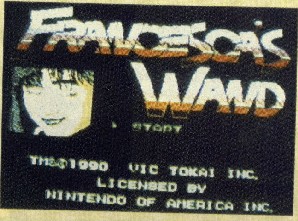 FRANCESCA'S
WAND
START
TM&©1990 VIC TOKAI INC.
LICENSED BY
NINTENDO OF AMERICA INC.